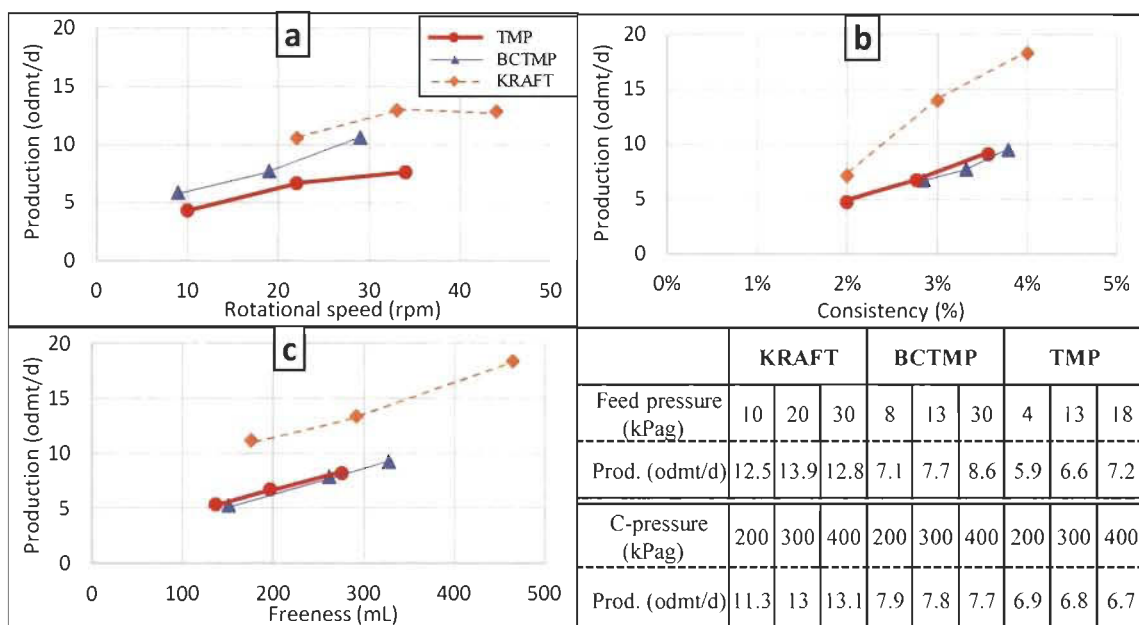 a
TMP
BCTMP
KRAFT
Production (odmt/d)
20
15
10
5
0
0 10 20 30 40 50
Rotational speed (rpm)
b
Production (odmt/d)
20
15
10
5
0
0% 1% 2% 3% 4% 5%
Consistency (%)
c
Production (odmt/d)
20
15
10
5
0
0 100 200 300 400 500
Freeness (mL)
KRAFT BCTMP TMP
Feed pressure (kPag) 10 20 30 8 13 30 4 13 18
Prod. (odmt/d) 12.5 13.9 12.8 7.1 7.7 8.6 5.9 6.6 7.2
C-pressure (kPag) 200 300 400 200 300 400 200 300 400
Prod. (odmt/d) 11.3 13 13.1 7.9 7.8 7.7 6.9 6.8 6.7